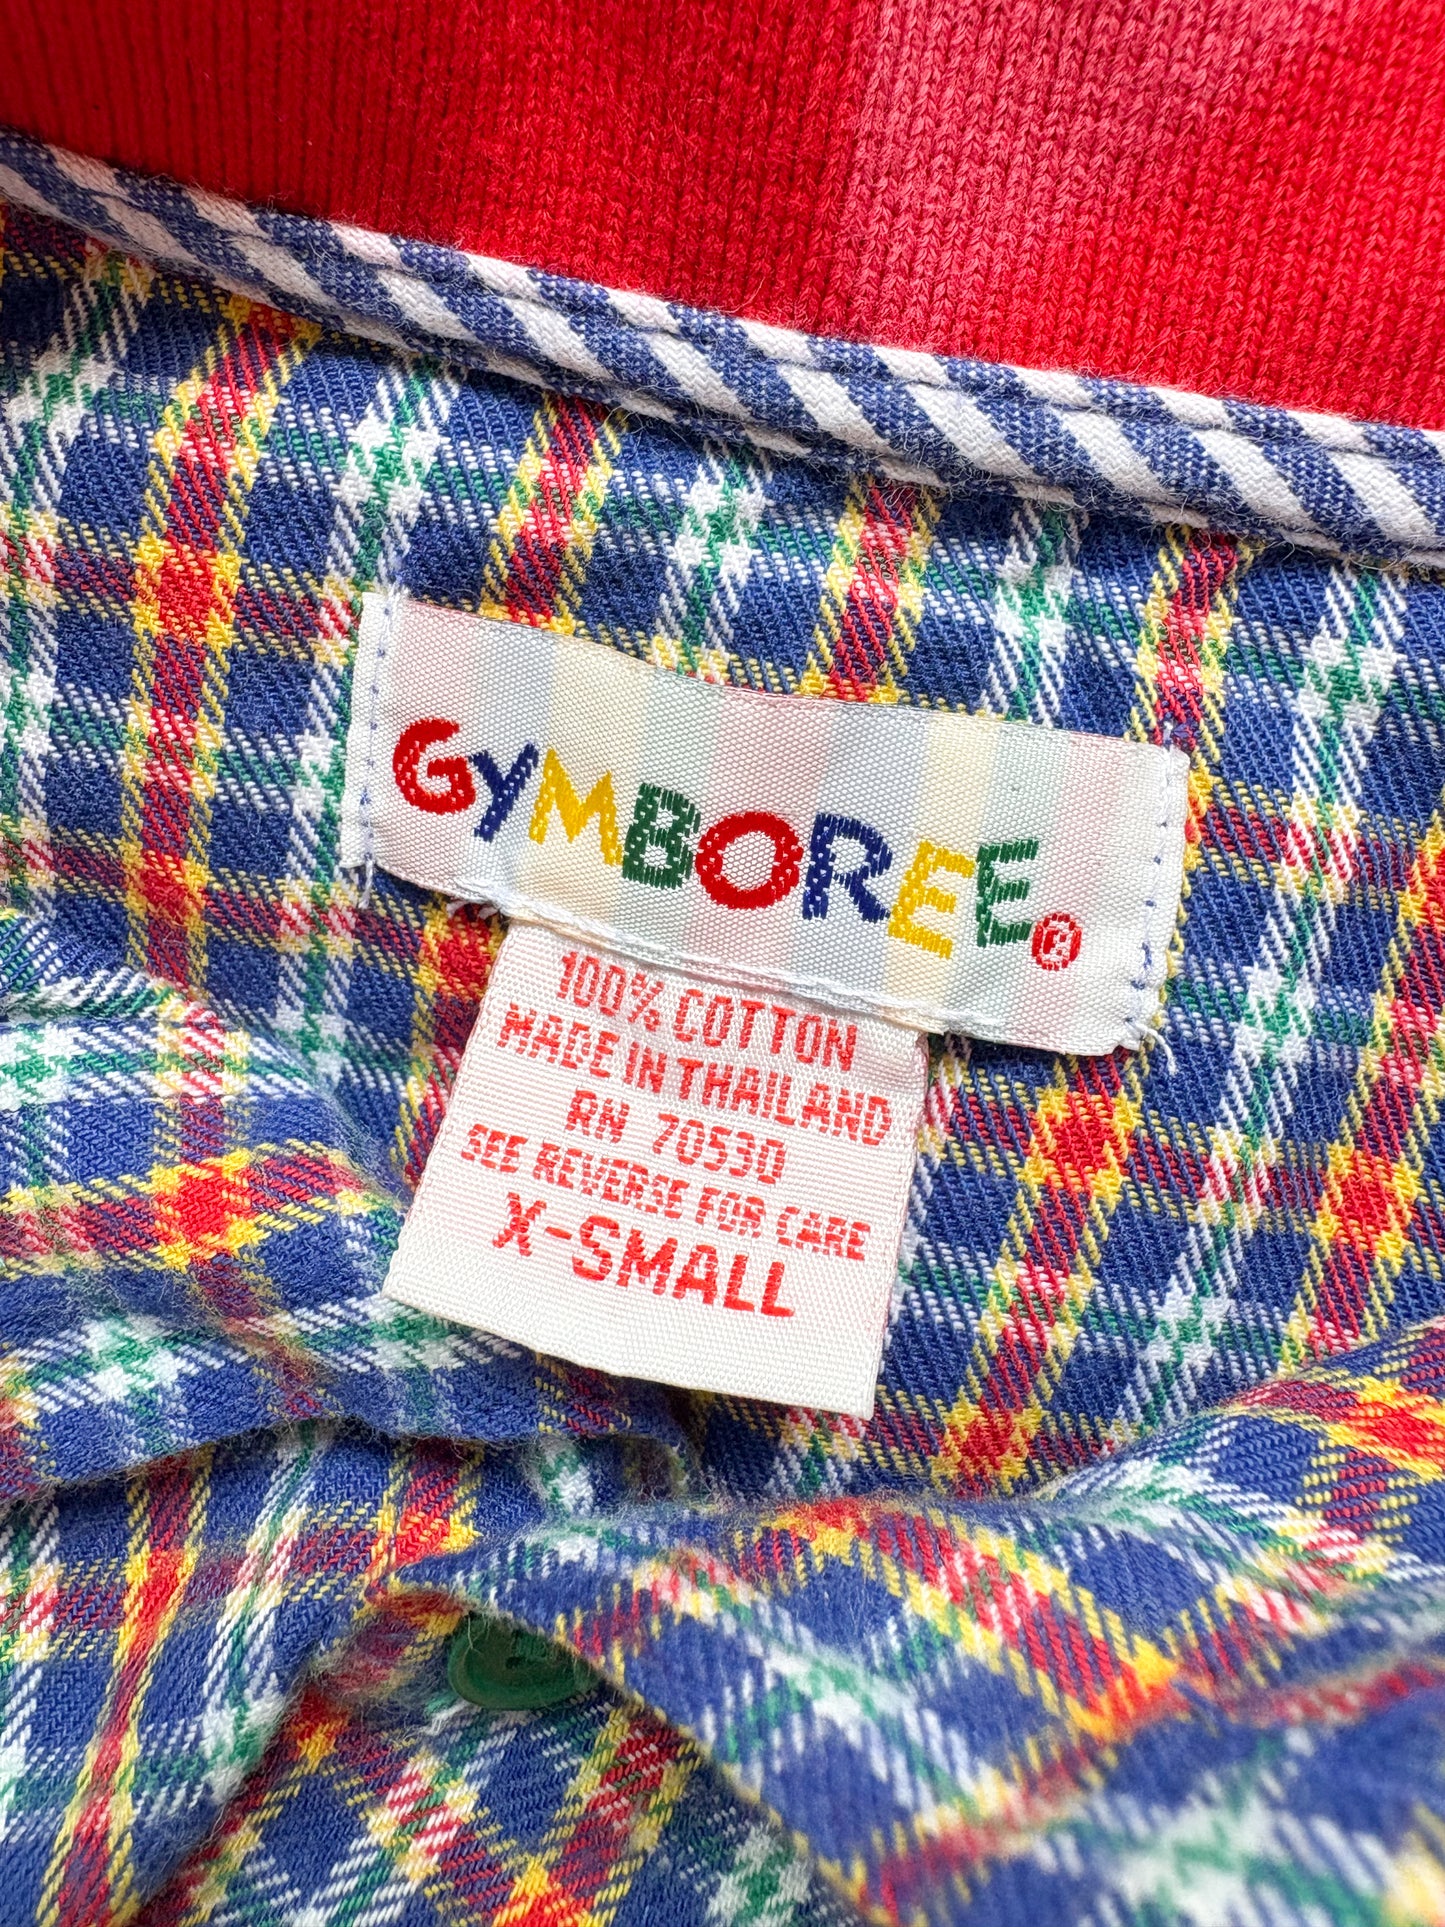 GYMBOREE®
100% COTTON
MADE IN THAILAND
RN 70530
SEE REVERSE FOR CARE
X-SMALL